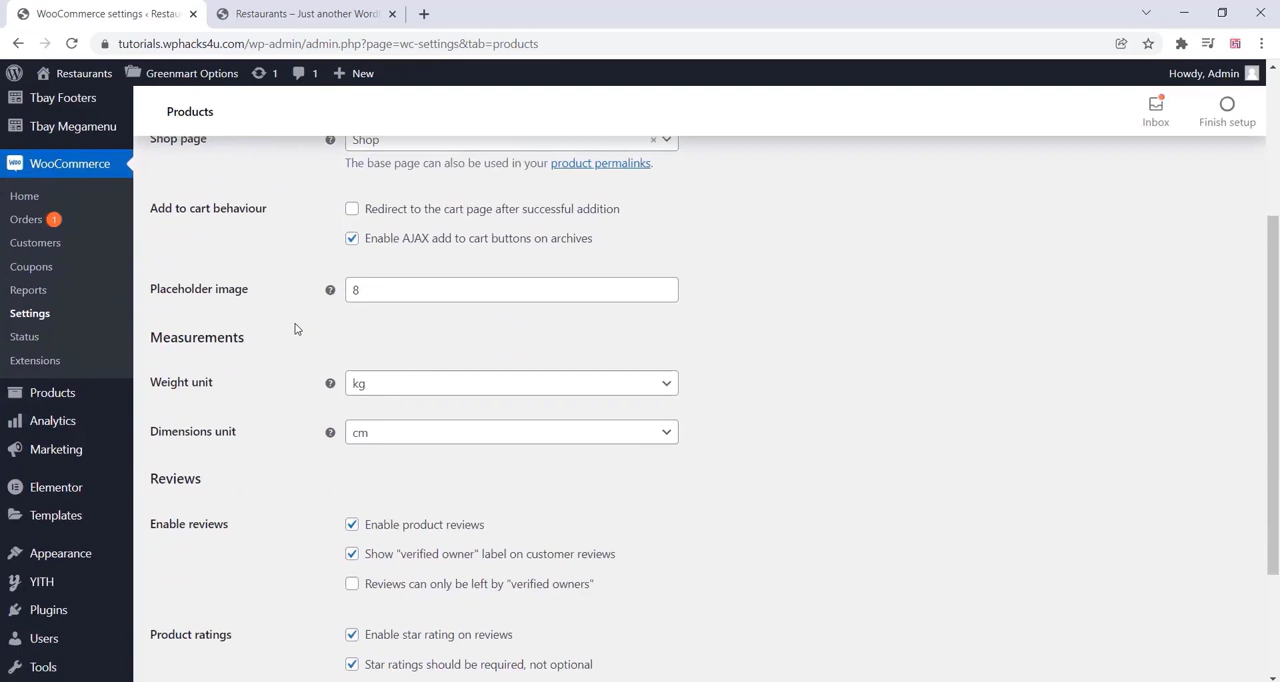 WooCommerce settings ‹ Restau
Restaurants – Just another Word
tutorials.wphacks4u.com/wp-admin/admin.php?page=wc-settings&tab=products
Restaurants
Greenmart Options
1
1
New
Howdy, Admin
Tbay Footers
Tbay Megamenu
WooCommerce
Home
Orders 1
Customers
Coupons
Reports
Settings
Status
Extensions
Products
Analytics
Marketing
Elementor
Templates
Appearance
YITH
Plugins
Users
Tools
Products
Inbox
Finish setup
Shop page
Shop
The base page can also be used in your product permalinks.
Add to cart behaviour
Redirect to the cart page after successful addition
Enable AJAX add to cart buttons on archives
Placeholder image
8
Measurements
Weight unit
kg
Dimensions unit
cm
Reviews
Enable reviews
Enable product reviews
Show "verified owner" label on customer reviews
Reviews can only be left by "verified owners"
Product ratings
Enable star rating on reviews
Star ratings should be required, not optional